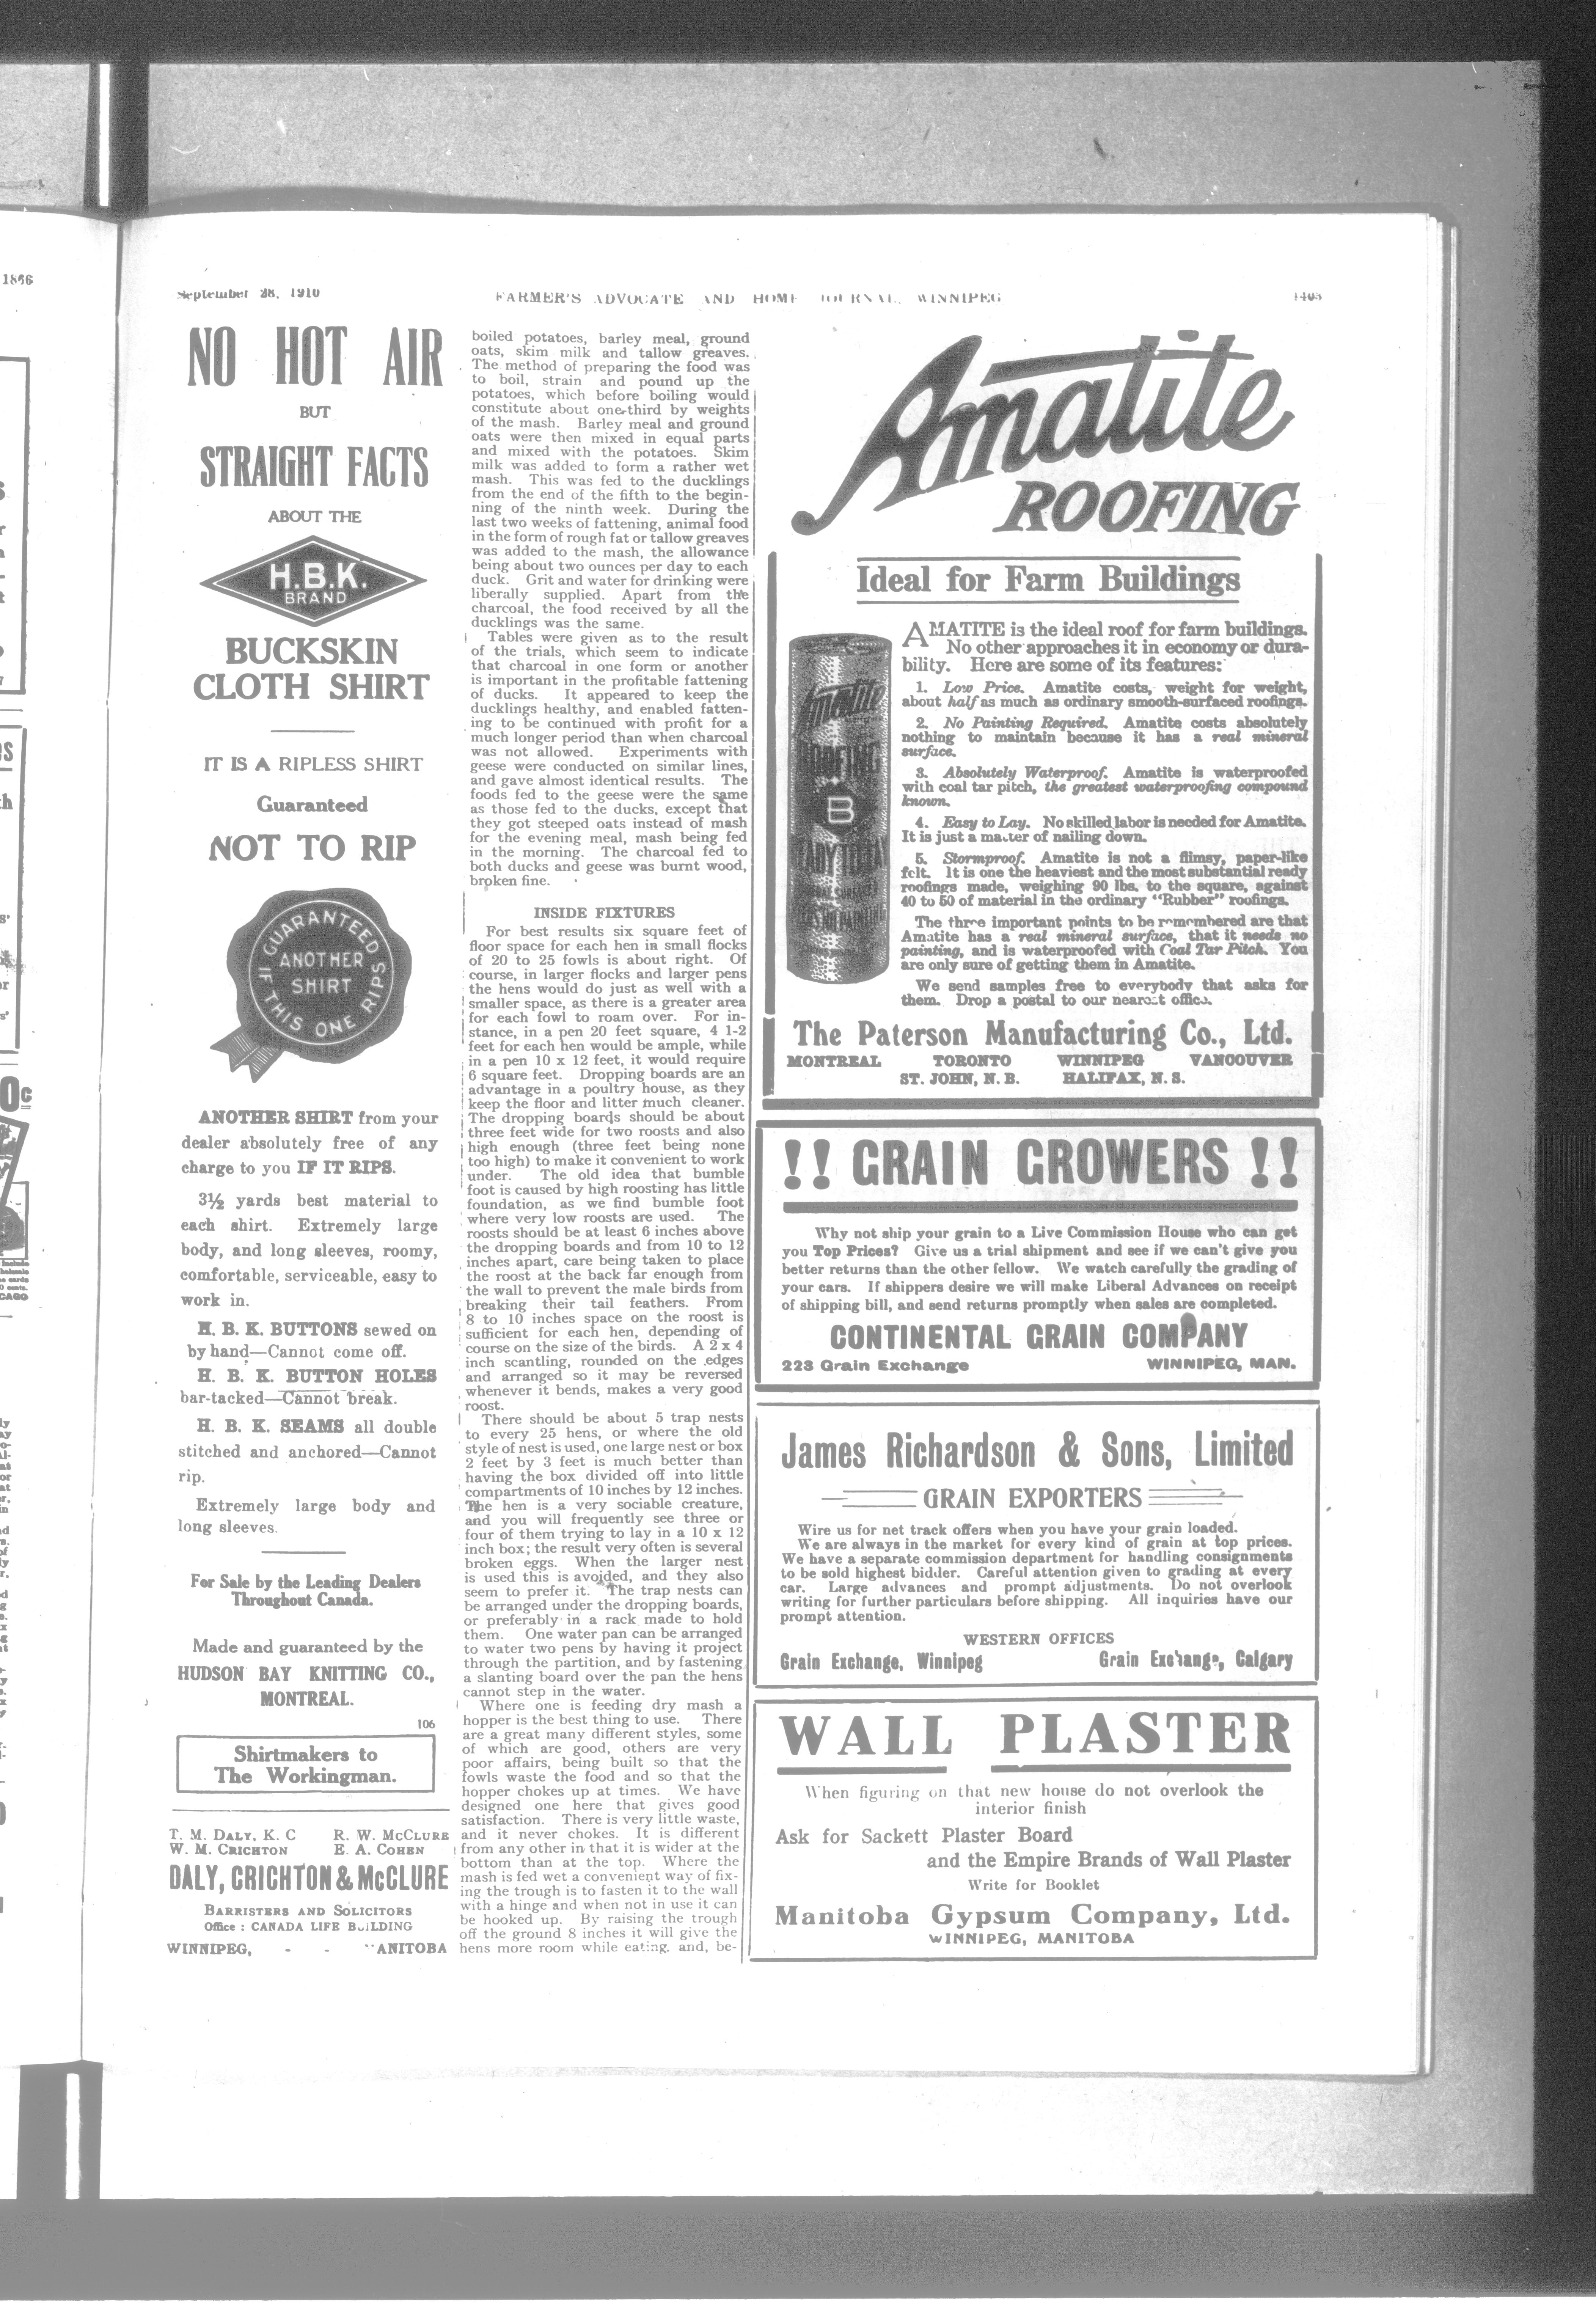 September 28, 1910
FARMER'S ADVOCATE AND HOME JOURNAL, WINNIPEG
1405
NO HOT AIR
BUT
STRAIGHT FACTS
ABOUT THE
H.B.K.
BRAND
BUCKSKIN
CLOTH SHIRT
IT IS A RIPLESS SHIRT
Guaranteed
NOT TO RIP
GUARANTEED
ANOTHER
SHIRT
IF THIS ONE RIPS
ANOTHER SHIRT from your
dealer absolutely free of any
charge to you IF IT RIPS.
3½ yards best material to
each shirt. Extremely large
body, and long sleeves, roomy,
comfortable, serviceable, easy to
work in.
H. B. K. BUTTONS sewed on
by hand—Cannot come off.
H. B. K. BUTTON HOLES
bar-tacked—Cannot break.
H. B. K. SEAMS all double
stitched and anchored—Cannot
rip.
Extremely large body and
long sleeves.
For Sale by the Leading Dealers
Throughout Canada.
Made and guaranteed by the
HUDSON BAY KNITTING CO.,
MONTREAL.
106
Shirtmakers to
The Workingman.
T. M. DALY, K. C R. W. MCCLURE
W. M. CRICHTON E. A. COHEN
DALY, CRICHTON & McCLURE
BARRISTERS AND SOLICITORS
Office : CANADA LIFE BUILDING
WINNIPEG, - - MANITOBA
boiled potatoes, barley meal, ground
oats, skim milk and tallow greaves.
The method of preparing the food was
to boil, strain and pound up the
potatoes, which before boiling would
constitute about one-third by weights
of the mash. Barley meal and ground
oats were then mixed in equal parts
and mixed with the potatoes. Skim
milk was added to form a rather wet
mash. This was fed to the ducklings
from the end of the fifth to the begin-
ning of the ninth week. During the
last two weeks of fattening, animal food
in the form of rough fat or tallow greaves
was added to the mash, the allowance
being about two ounces per day to each
duck. Grit and water for drinking were
liberally supplied. Apart from the
charcoal, the food received by all the
ducklings was the same.
Tables were given as to the result
of the trials, which seem to indicate
that charcoal in one form or another
is important in the profitable fattening
of ducks. It appeared to keep the
ducklings healthy, and enabled fatten-
ing to be continued with profit for a
much longer period than when charcoal
was not allowed. Experiments with
geese were conducted on similar lines,
and gave almost identical results. The
foods fed to the geese were the same
as those fed to the ducks, except that
they got steeped oats instead of mash
for the evening meal, mash being fed
in the morning. The charcoal fed to
both ducks and geese was burnt wood,
broken fine.
INSIDE FIXTURES
For best results six square feet of
floor space for each hen in small flocks
of 20 to 25 fowls is about right. Of
course, in larger flocks and larger pens
the hens would do just as well with a
smaller space, as there is a greater area
for each fowl to roam over. For in-
stance, in a pen 20 feet square, 4 1-2
feet for each hen would be ample, while
in a pen 10 x 12 feet, it would require
6 square feet. Dropping boards are an
advantage in a poultry house, as they
keep the floor and litter much cleaner.
The dropping boards should be about
three feet wide for two roosts and also
high enough (three feet being none
too high) to make it convenient to work
under. The old idea that bumble
foot is caused by high roosting has little
foundation, as we find bumble foot
where very low roosts are used. The
roosts should be at least 6 inches above
the dropping boards and from 10 to 12
inches apart, care being taken to place
the roost at the back far enough from
the wall to prevent the male birds from
breaking their tail feathers. From
8 to 10 inches space on the roost is
sufficient for each hen, depending of
course on the size of the birds. A 2 x 4
inch scantling, rounded on the edges
and arranged so it may be reversed
whenever it bends, makes a very good
roost.
There should be about 5 trap nests
to every 25 hens, or where the old
style of nest is used, one large nest or box
2 feet by 3 feet is much better than
having the box divided off into little
compartments of 10 inches by 12 inches.
The hen is a very sociable creature,
and you will frequently see three or
four of them trying to lay in a 10 x 12
inch box; the result very often is several
broken eggs. When the larger nest
is used this is avoided, and they also
seem to prefer it. The trap nests can
be arranged under the dropping boards,
or preferably in a rack made to hold
them. One water pan can be arranged
to water two pens by having it project
through the partition, and by fastening
a slanting board over the pan the hens
cannot step in the water.
Where one is feeding dry mash a
hopper is the best thing to use. There
are a great many different styles, some
of which are good, others are very
poor affairs, being built so that the
fowls waste the food and so that the
hopper chokes up at times. We have
designed one here that gives good
satisfaction. There is very little waste,
and it never chokes. It is different
from any other in that it is wider at the
bottom than at the top. Where the
mash is fed wet a convenient way of fix-
ing the trough is to fasten it to the wall
with a hinge and when not in use it can
be hooked up. By raising the trough
off the ground 8 inches it will give the
hens more room while eating, and, be-
Amatite
ROOFING
Ideal for Farm Buildings
Amatite
ROOFING
B
AMATITE is the ideal roof for farm buildings.
No other approaches it in economy or dura-
bility. Here are some of its features:
1. Low Price. Amatite costs, weight for weight,
about half as much as ordinary smooth-surfaced roofings.
2. No Painting Required. Amatite costs absolutely
nothing to maintain because it has a real mineral
surface.
3. Absolutely Waterproof. Amatite is waterproofed
with coal tar pitch, the greatest waterproofing compound
known.
4. Easy to Lay. No skilled labor is needed for Amatite.
It is just a matter of nailing down.
5. Stormproof. Amatite is not a flimsy, paper-like
felt. It is one the heaviest and the most substantial ready
roofings made, weighing 90 lbs. to the square, against
40 to 50 of material in the ordinary "Rubber" roofings.
The three important points to be remembered are that
Amatite has a real mineral surface, that it needs no
painting, and is waterproofed with Coal Tar Pitch. You
are only sure of getting them in Amatite.
We send samples free to everybody that asks for
them. Drop a postal to our nearest office.
The Paterson Manufacturing Co., Ltd.
MONTREAL TORONTO WINNIPEG VANCOUVER
ST. JOHN, N. B. HALIFAX, N. S.
!! GRAIN GROWERS !!
Why not ship your grain to a Live Commission House who can get
you Top Prices? Give us a trial shipment and see if we can't give you
better returns than the other fellow. We watch carefully the grading of
your cars. If shippers desire we will make Liberal Advances on receipt
of shipping bill, and send returns promptly when sales are completed.
CONTINENTAL GRAIN COMPANY
223 Grain Exchange WINNIPEG, MAN.
James Richardson & Sons, Limited
GRAIN EXPORTERS
Wire us for net track offers when you have your grain loaded.
We are always in the market for every kind of grain at top prices.
We have a separate commission department for handling consignments
to be sold highest bidder. Careful attention given to grading at every
car. Large advances and prompt adjustments. Do not overlook
writing for further particulars before shipping. All inquiries have our
prompt attention.
WESTERN OFFICES
Grain Exchange, Winnipeg Grain Exchange, Calgary
WALL PLASTER
When figuring on that new house do not overlook the
interior finish
Ask for Sackett Plaster Board
and the Empire Brands of Wall Plaster
Write for Booklet
Manitoba Gypsum Company, Ltd.
WINNIPEG, MANITOBA